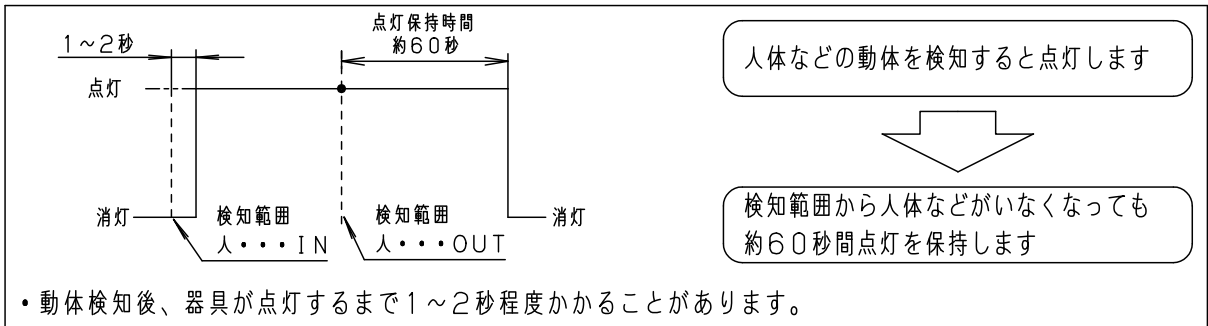 点灯保持時間
約60秒
1～2秒
点灯
消灯
検知範囲
人・・・IN
検知範囲
人・・・OUT
消灯
人体などの動体を検知すると点灯します
検知範囲から人体などがいなくなっても
約60秒間点灯を保持します
・動体検知後、器具が点灯するまで1～2秒程度かかることがあります。